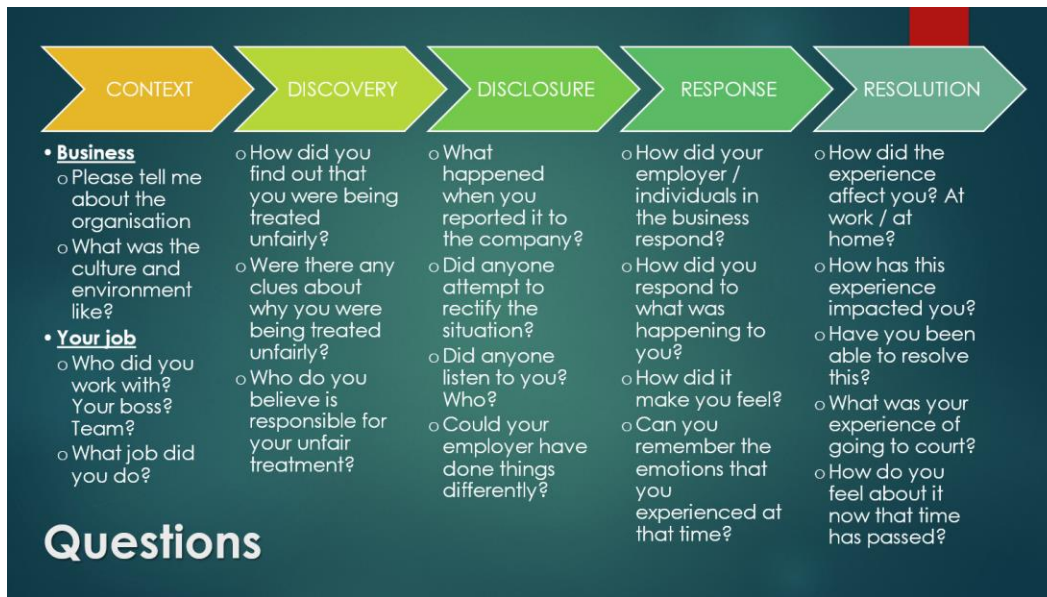 CONTEXT
DISCOVERY
DISCLOSURE
RESPONSE
RESOLUTION
• Business
o Please tell me
about the
organisation
o What was the
culture and
environment
like?
• Your job
o Who did you
work with?
Your boss?
Team?
o What job did
you do?
o How did you
find out that
you were being
treated
unfairly?
o Were there any
clues about
why you were
being treated
unfairly?
o Who do you
believe is
responsible for
your unfair
treatment?
o What
happened
when you
reported it to
the company?
o Did anyone
attempt to
rectify the
situation?
o Did anyone
listen to you?
Who?
o Could your
employer have
done things
differently?
o How did your
employer /
individuals in
the business
respond?
o How did you
respond to
what was
happening to
you?
o How did it
make you feel?
o Can you
remember the
emotions that
you
experienced at
that time?
o How did the
experience
affect you? At
work / at
home?
o How has this
experience
impacted you?
o Have you been
able to resolve
this?
o What was your
experience of
going to court?
o How do you
feel about it
now that time
has passed?
Questions